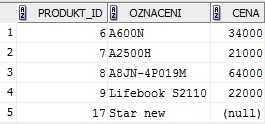 PRODUKT_ID OZNACENI CENA
1 6 A600N 34000
2 7 A2500H 21000
3 8 A8JN-4P019M 64000
4 9 Lifebook S2110 22000
5 17 Star new (null)